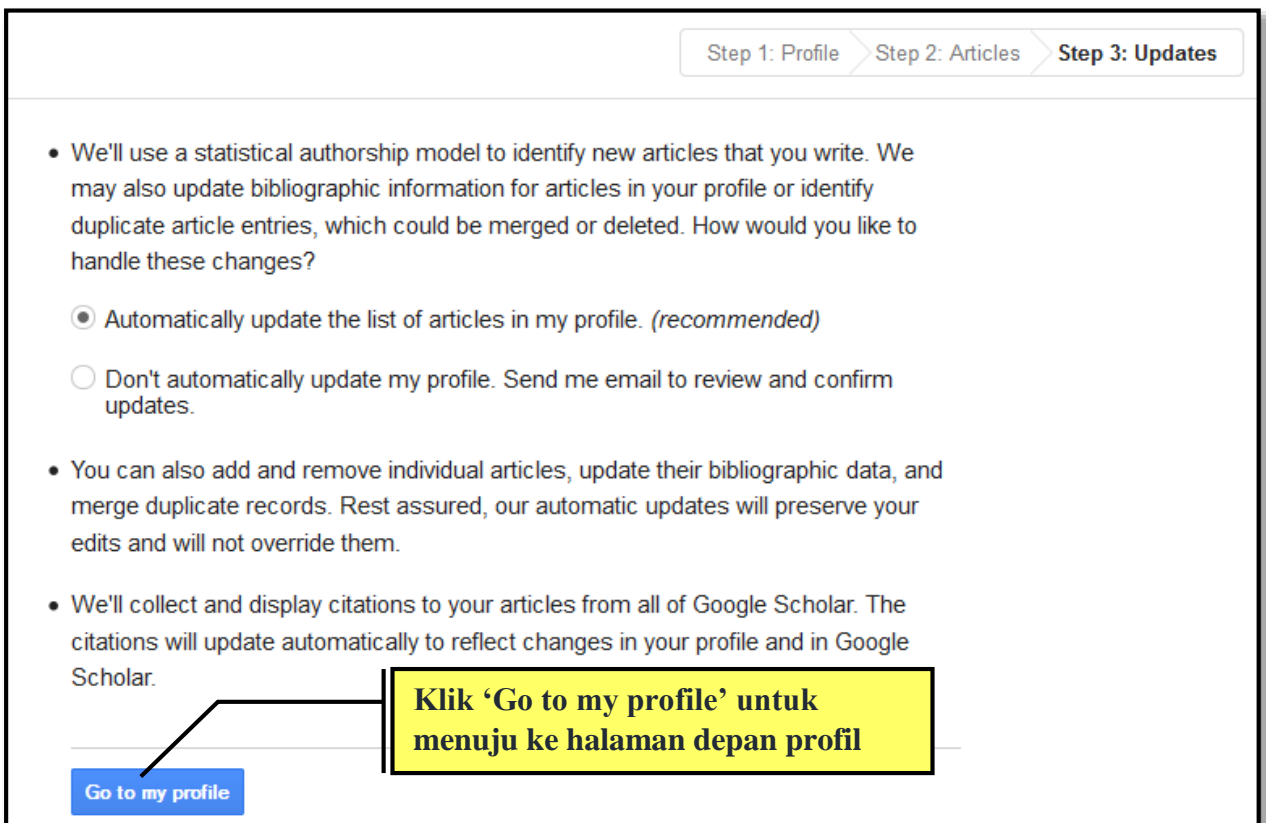 Step 1: Profile Step 2: Articles Step 3: Updates
We'll use a statistical authorship model to identify new articles that you write. We
may also update bibliographic information for articles in your profile or identify
duplicate article entries, which could be merged or deleted. How would you like to
handle these changes?
Automatically update the list of articles in my profile. (recommended)
Don't automatically update my profile. Send me email to review and confirm
updates.
You can also add and remove individual articles, update their bibliographic data, and
merge duplicate records. Rest assured, our automatic updates will preserve your
edits and will not override them.
We'll collect and display citations to your articles from all of Google Scholar. The
citations will update automatically to reflect changes in your profile and in Google
Scholar.
Klik ‘Go to my profile’ untuk
menuju ke halaman depan profil
Go to my profile